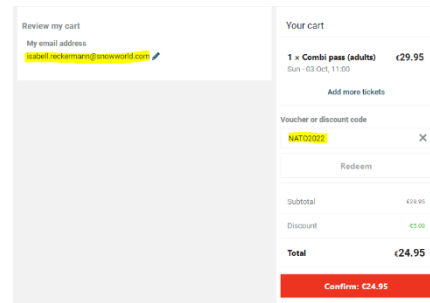 Review my cart
My email address
isabell.reckermann@snowworld.com
Your cart
1 × Combi pass (adults) €29.95
Sun - 03 Oct, 11:00
Add more tickets
Voucher or discount code
NATO2022
Redeem
Subtotal €29.95
Discount -€5.00
Total €24.95
Confirm: €24.95